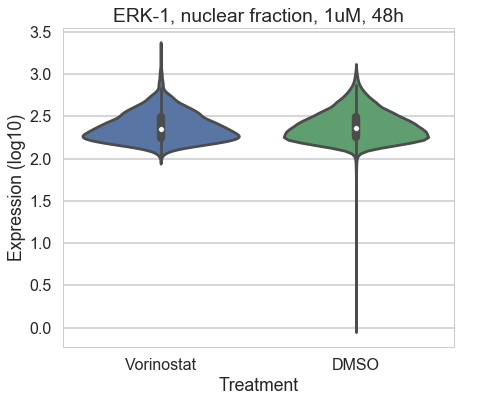 ERK-1, nuclear fraction, 1uM, 48h
3.5
3.0
2.5
2.0
1.5
1.0
0.5
0.0
Expression (log10)
Vorinostat DMSO
Treatment